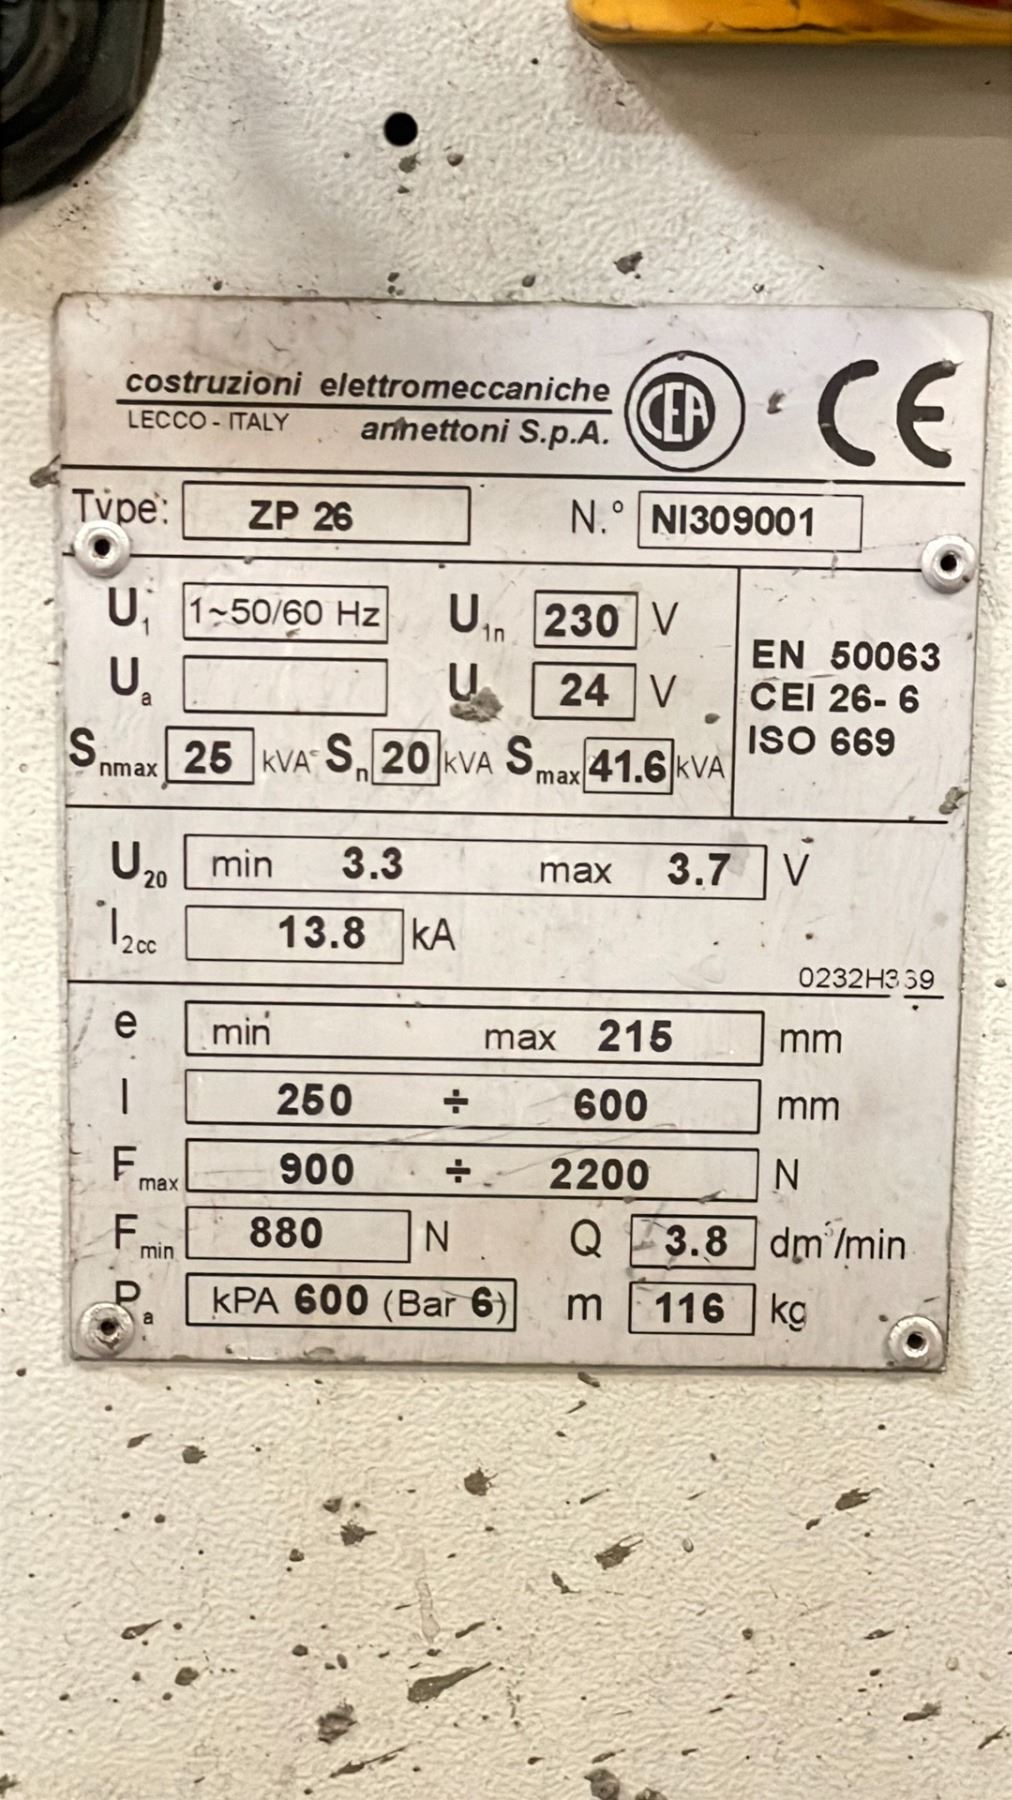 costruzioni elettromeccaniche
LECCO - ITALY annettoni S.p.A. CEA CE
Type: ZP 26 N.° NI309001
U1 1~50/60 Hz U1n 230 V
Ua U 24 V
EN 50063
CEI 26-6
ISO 669
Snmax 25 kVA Sn 20 kVA Smax 41.6 kVA
U20 min 3.3 max 3.7 V
I2cc 13.8 kA
e min max 215 mm
l 250 ÷ 600 mm
Fmax 900 ÷ 2200 N
Fmin 880 N Q 3.8 dm³/min
Pa kPA 600 (Bar 6) m 116 kg